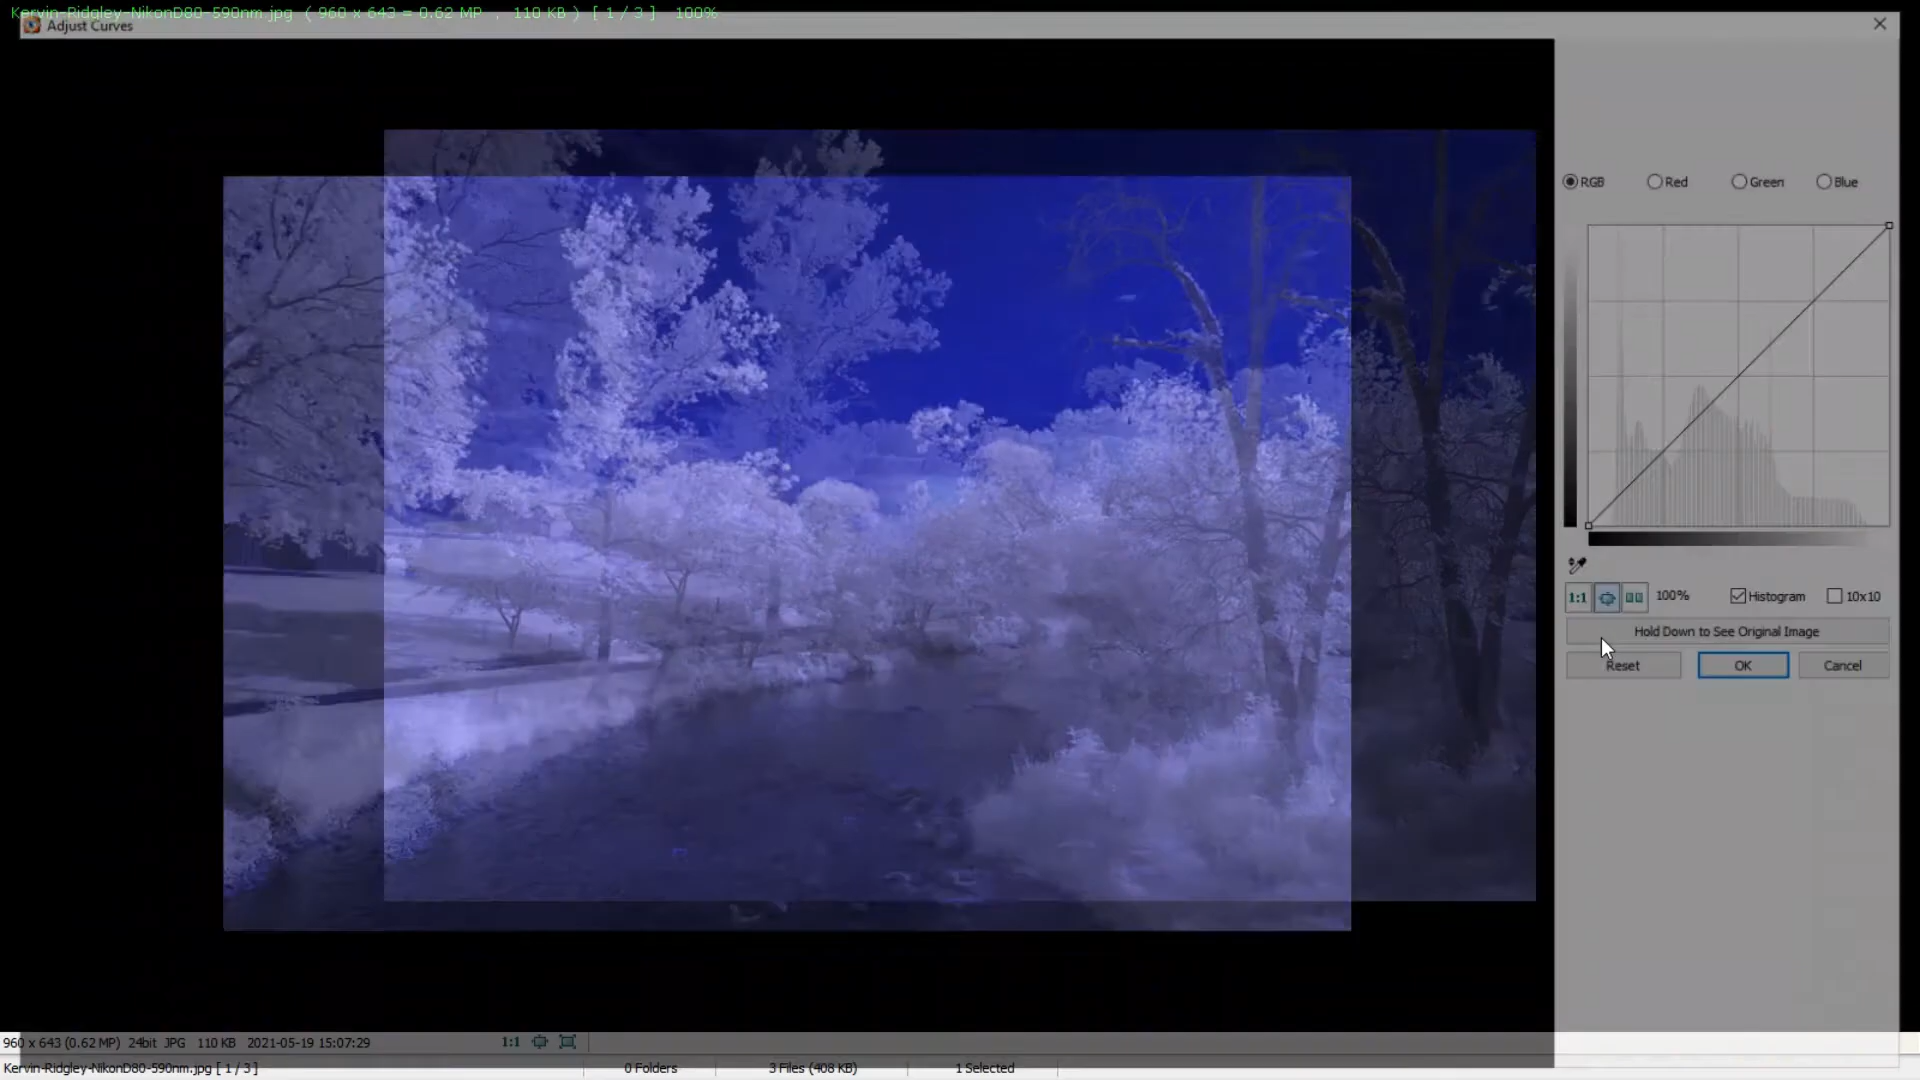 Kervin-Ridgley-NikonD80-590nm.jpg ( 960 x 643 = 0.62 MP , 110 KB ) [ 1 / 3 ] 100%
Adjust Curves
RGB Red Green Blue
1:1 100% Histogram 10x10
Hold Down to See Original Image
Reset OK Cancel
960 x 643 (0.62 MP) 24bit JPG 110 KB 2021-05-19 15:07:29 1:1
Kervin-Ridgley-NikonD80-590nm.jpg [ 1 / 3 ] 0 Folders 3 Files (408 KB) 1 Selected